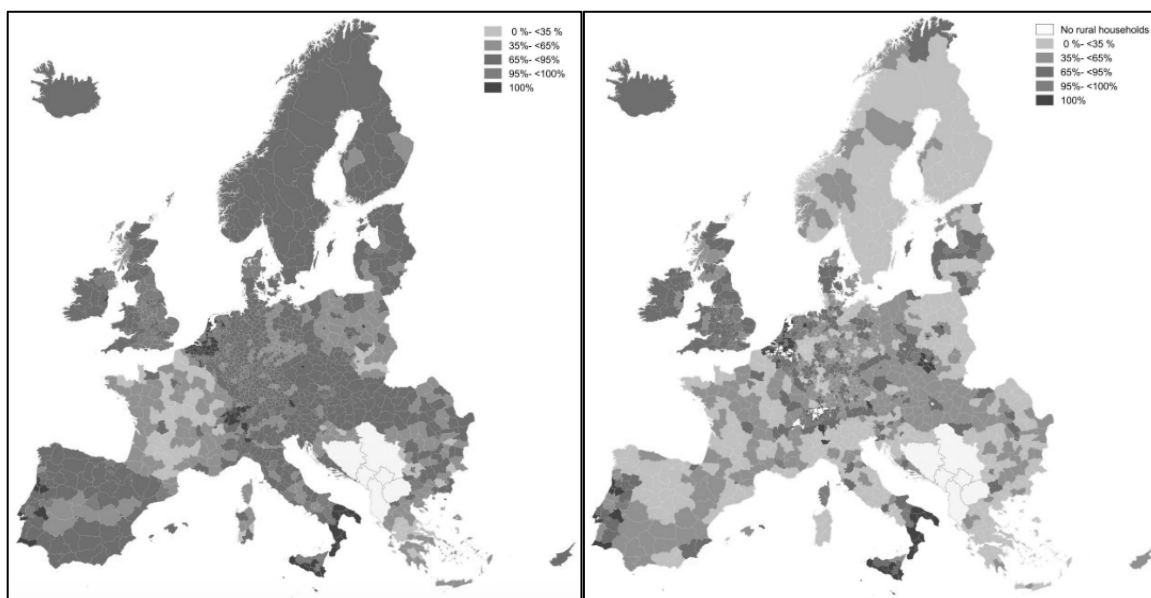 0 %- <35 %
35%- <65%
65%- <95%
95%- <100%
100%
No rural households
0 %- <35 %
35%- <65%
65%- <95%
95%- <100%
100%